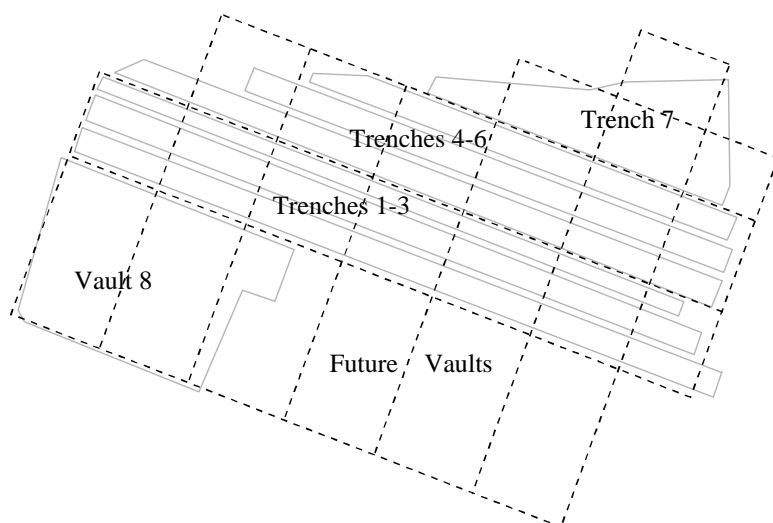 Trench 7
Trenches 4-6
Trenches 1-3
Vault 8
Future Vaults